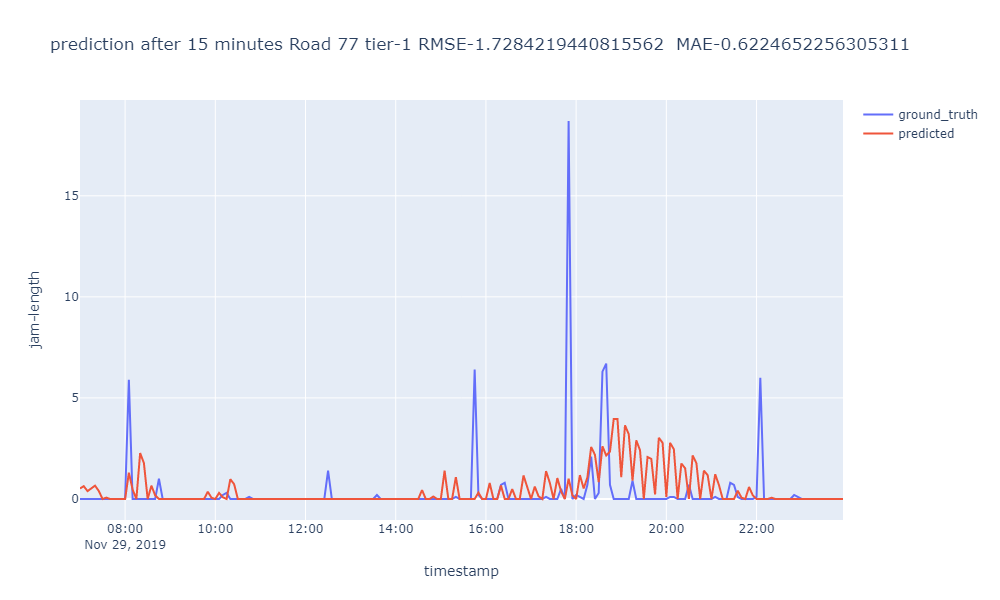 prediction after 15 minutes Road 77 tier-1 RMSE-1.7284219440815562  MAE-0.6224652256305311
ground_truth
predicted
15
10
5
0
jam-length
08:00 10:00 12:00 14:00 16:00 18:00 20:00 22:00
Nov 29, 2019
timestamp